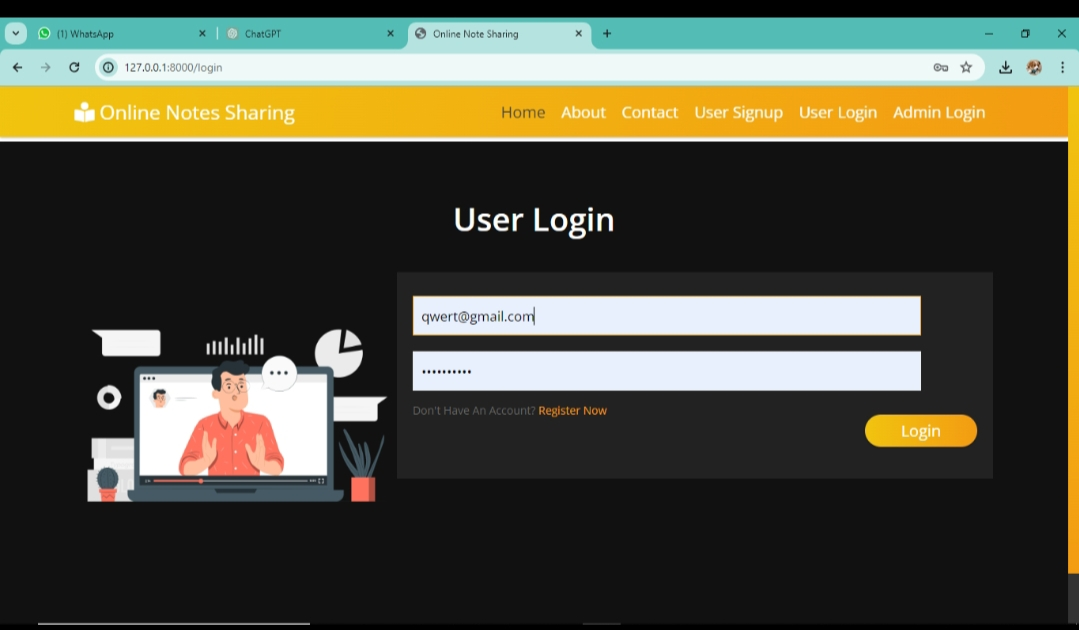 (1) WhatsApp
ChatGPT
Online Note Sharing
127.0.0.1:8000/login
Online Notes Sharing
Home About Contact User Signup User Login Admin Login
User Login
qwert@gmail.com
••••••••••
Don't Have An Account? Register Now
Login